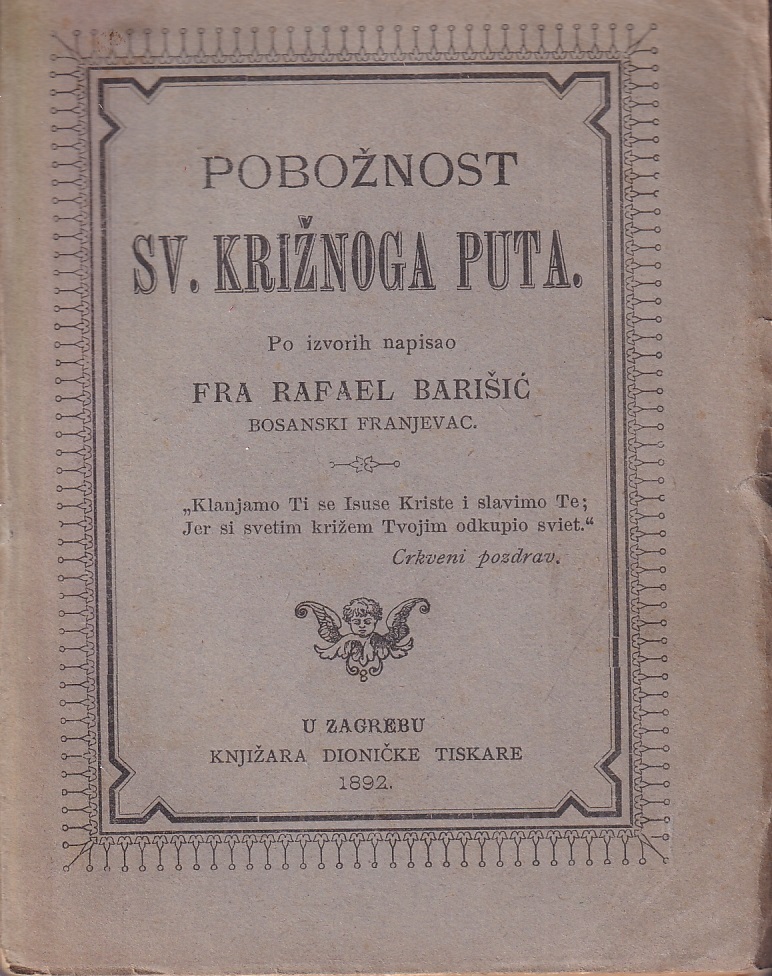 POBOŽNOST
SV. KRIŽNOGA PUTA.
Po izvorih napisao
FRA RAFAEL BARIŠIĆ
BOSANSKI FRANJEVAC.
„Klanjamo Ti se Isuse Kriste i slavimo Te;
Jer si svetim križem Tvojim odkupio sviet.“
Crkveni pozdrav.
U ZAGREBU
KNJIŽARA DIONIČKE TISKARE
1892.